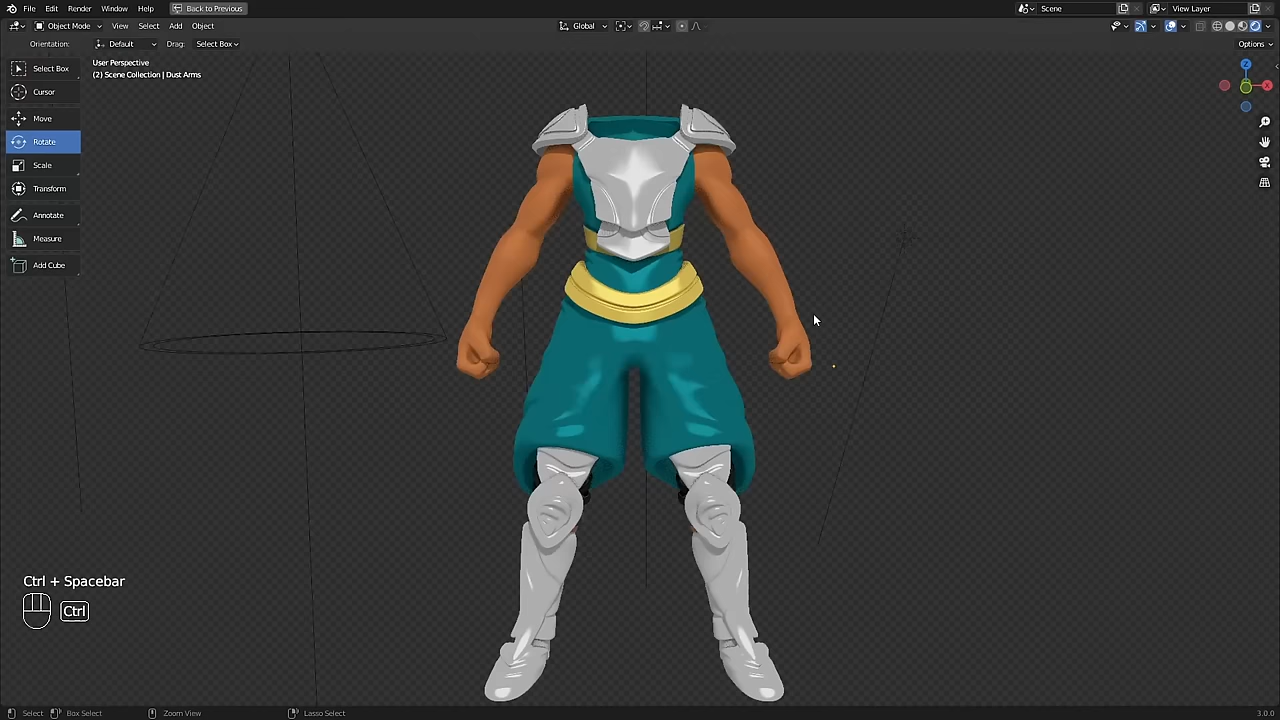 File Edit Render Window Help Back to Previous Scene View Layer
Object Mode View Select Add Object Global
Orientation: Default Drag: Select Box Options
User Perspective
(2) Scene Collection | Dust Arms
Select Box
Cursor
Move
Rotate
Scale
Transform
Annotate
Measure
Add Cube
Z
X
Ctrl + Spacebar
Ctrl
Select Box Select Zoom View Lasso Select 3.0.0